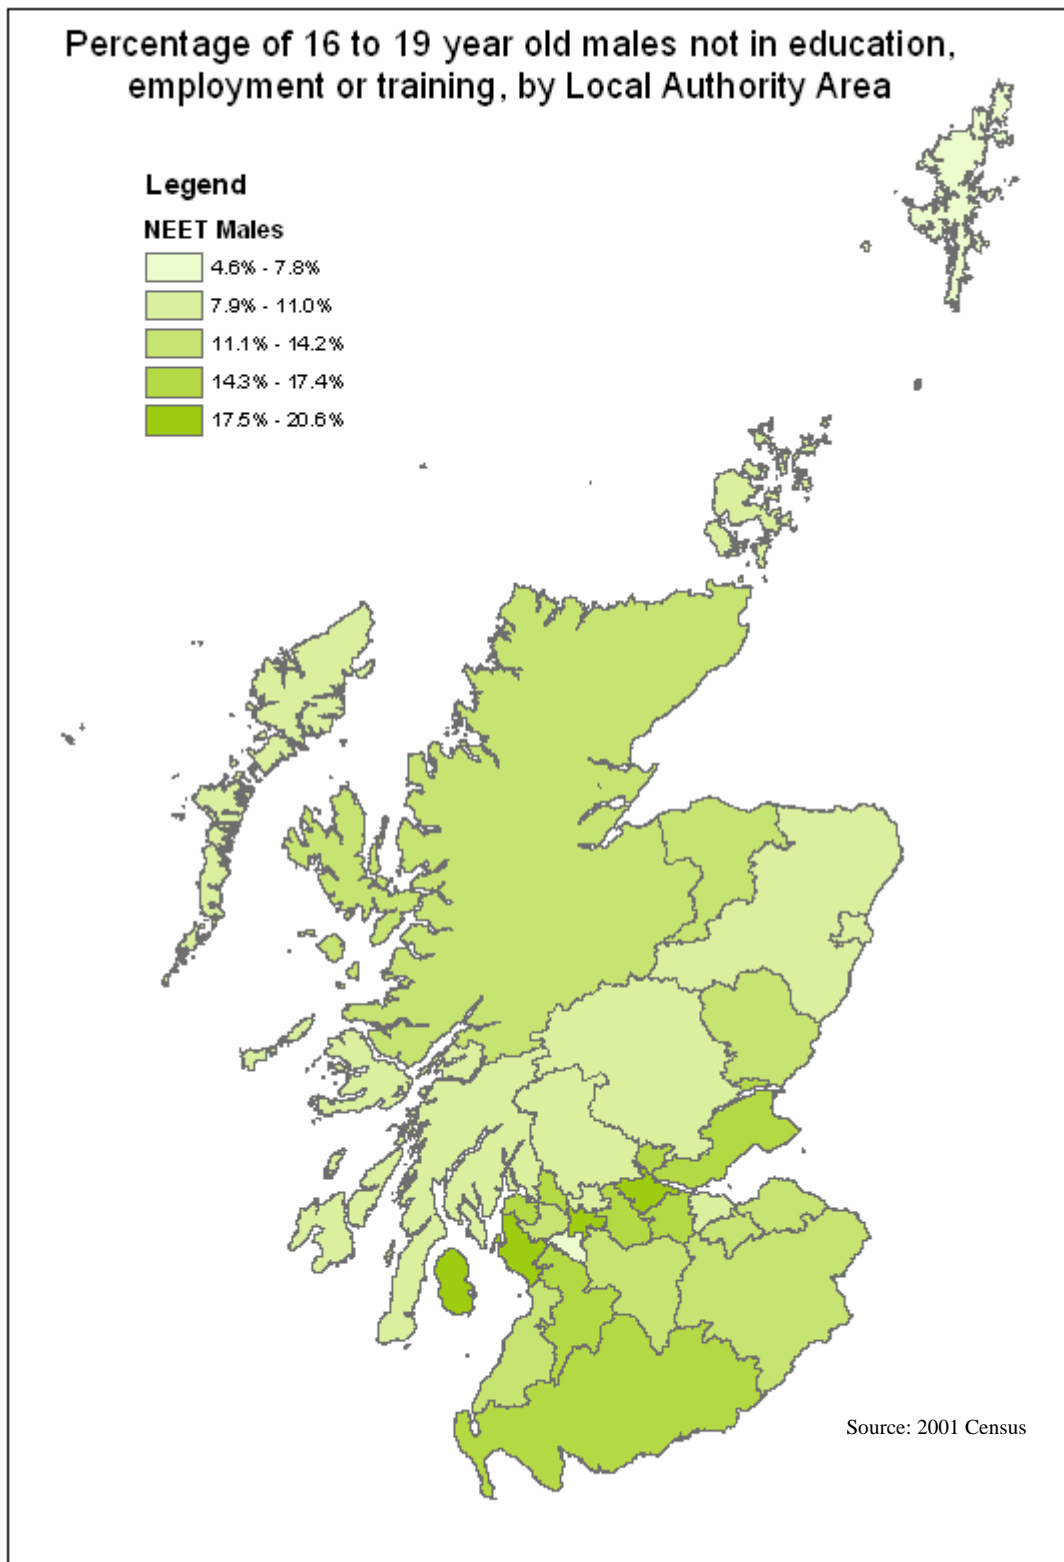 Percentage of 16 to 19 year old males not in education,
employment or training, by Local Authority Area
Legend
NEET Males
4.6% - 7.8%
7.9% - 11.0%
11.1% - 14.2%
14.3% - 17.4%
17.5% - 20.6%
Source: 2001 Census